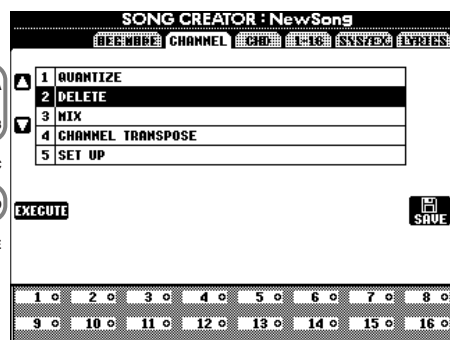 SONG CREATOR : NewSong
REC MODE CHANNEL CHD 1-16 SYS/EX. LYRICS
1 QUANTIZE
2 DELETE
3 MIX
4 CHANNEL TRANSPOSE
5 SET UP
EXECUTE
SAVE
1 2 3 4 5 6 7 8
9 10 11 12 13 14 15 16